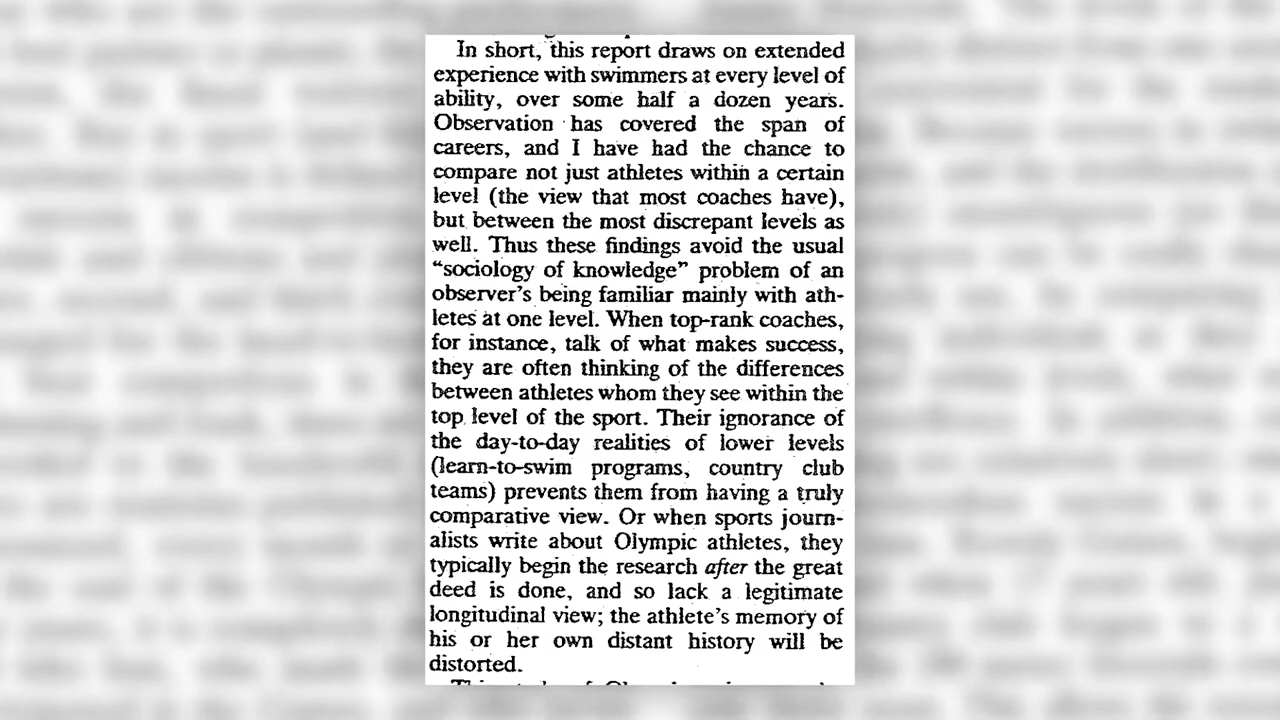 In short, this report draws on extended
experience with swimmers at every level of
ability, over some half a dozen years.
Observation has covered the span of
careers, and I have had the chance to
compare not just athletes within a certain
level (the view that most coaches have),
but between the most discrepant levels as
well. Thus these findings avoid the usual
“sociology of knowledge” problem of an
observer’s being familiar mainly with ath-
letes at one level. When top-rank coaches,
for instance, talk of what makes success,
they are often thinking of the differences
between athletes whom they see within the
top level of the sport. Their ignorance of
the day-to-day realities of lower levels
(learn-to-swim programs, country club
teams) prevents them from having a truly
comparative view. Or when sports journ-
alists write about Olympic athletes, they
typically begin the research after the great
deed is done, and so lack a legitimate
longitudinal view; the athlete’s memory of
his or her own distant history will be
distorted.